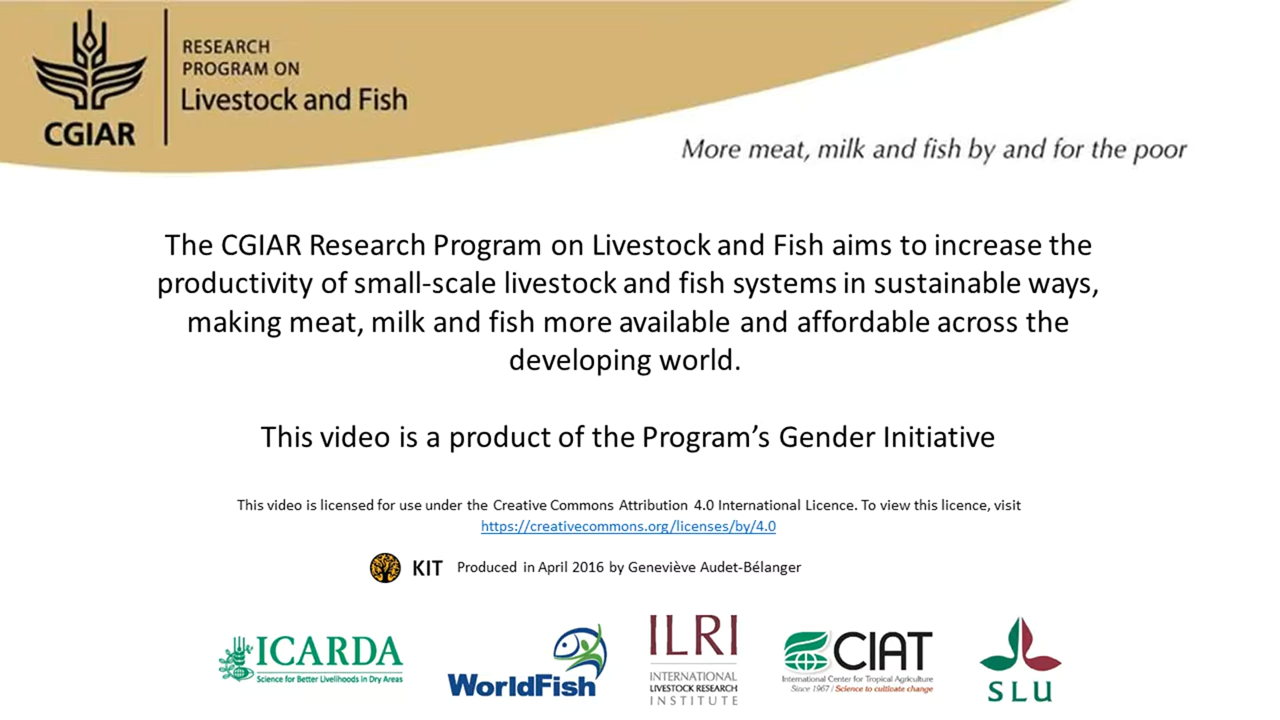 RESEARCH
PROGRAM ON
Livestock and Fish
CGIAR
More meat, milk and fish by and for the poor
The CGIAR Research Program on Livestock and Fish aims to increase the
productivity of small-scale livestock and fish systems in sustainable ways,
making meat, milk and fish more available and affordable across the
developing world.
This video is a product of the Program’s Gender Initiative
This video is licensed for use under the Creative Commons Attribution 4.0 International Licence. To view this licence, visit
https://creativecommons.org/licenses/by/4.0
KIT Produced in April 2016 by Geneviève Audet-Bélanger
ICARDA
Science for Better Livelihoods in Dry Areas
WorldFish
ILRI
INTERNATIONAL
LIVESTOCK RESEARCH
INSTITUTE
CIAT
International Center for Tropical Agriculture
Since 1967 / Science to cultivate change
SLU